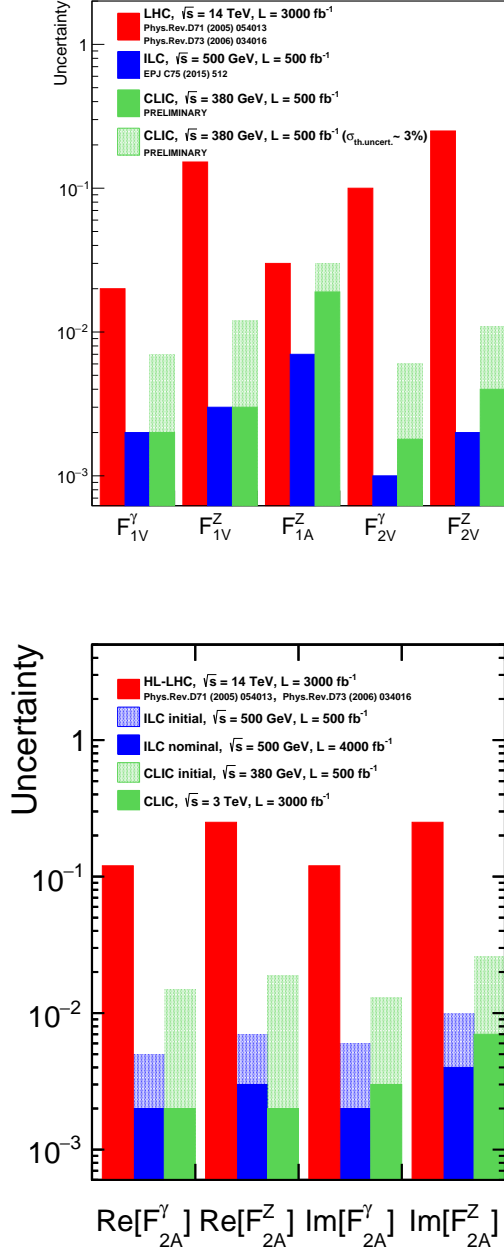 Uncertainty
1
10⁻¹
10⁻²
10⁻³
LHC, √s = 14 TeV, L = 3000 fb⁻¹
Phys.Rev.D71 (2005) 054013
Phys.Rev.D73 (2006) 034016
ILC, √s = 500 GeV, L = 500 fb⁻¹
EPJ C75 (2015) 512
CLIC, √s = 380 GeV, L = 500 fb⁻¹
PRELIMINARY
CLIC, √s = 380 GeV, L = 500 fb⁻¹ (σth.uncert.~ 3%)
PRELIMINARY
F^γ_1V F^Z_1V F^Z_1A F^γ_2V F^Z_2V
Uncertainty
1
10⁻¹
10⁻²
10⁻³
HL-LHC, √s = 14 TeV, L = 3000 fb⁻¹
Phys.Rev.D71 (2005) 054013, Phys.Rev.D73 (2006) 034016
ILC initial, √s = 500 GeV, L = 500 fb⁻¹
ILC nominal, √s = 500 GeV, L = 4000 fb⁻¹
CLIC initial, √s = 380 GeV, L = 500 fb⁻¹
CLIC, √s = 3 TeV, L = 3000 fb⁻¹
Re[F^γ_2A] Re[F^Z_2A] Im[F^γ_2A] Im[F^Z_2A]